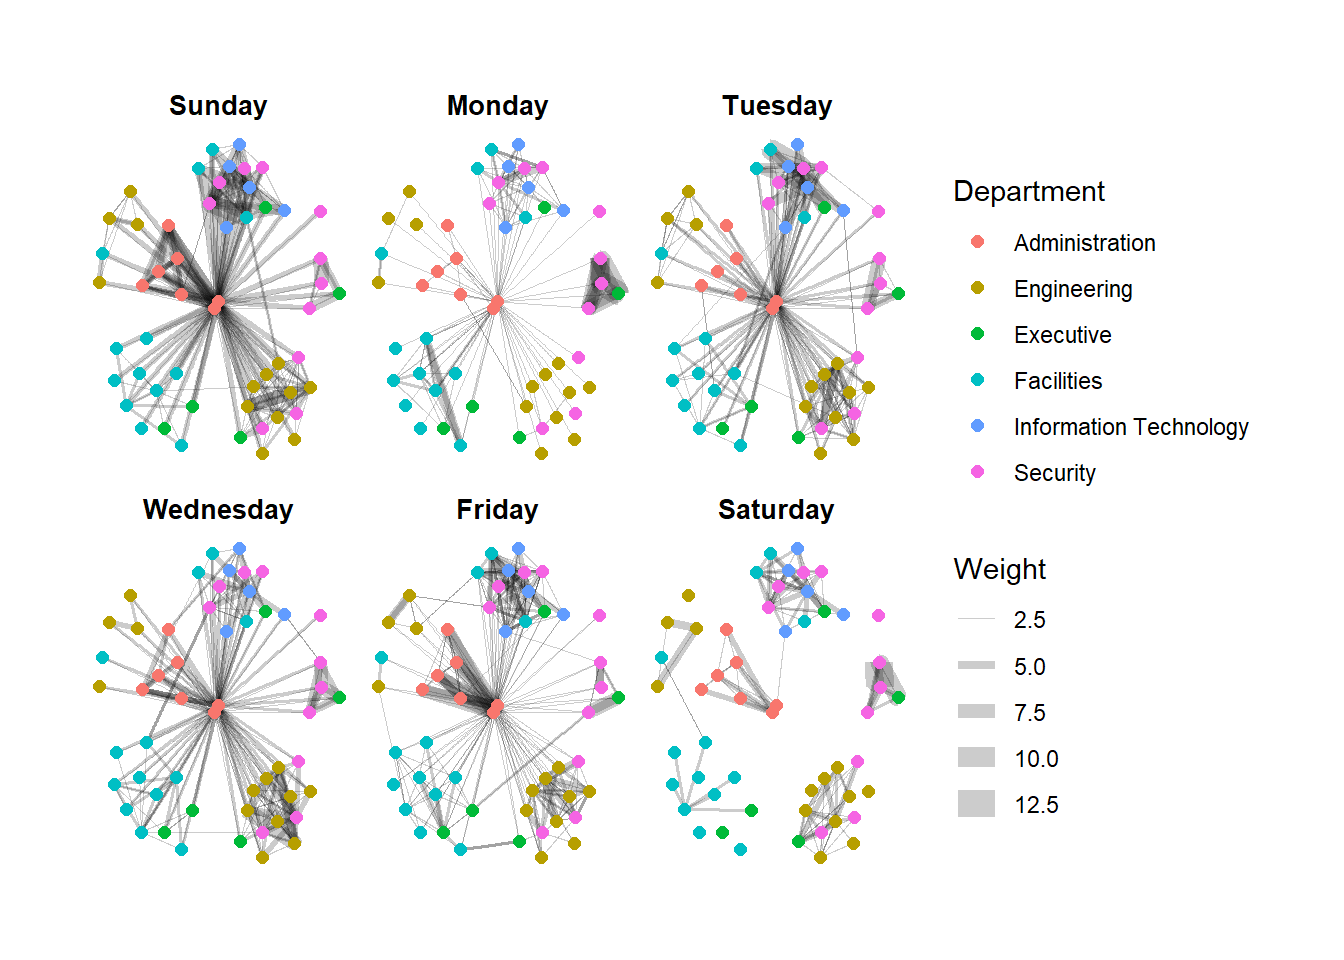 Sunday
Monday
Tuesday
Wednesday
Friday
Saturday
Department
Administration
Engineering
Executive
Facilities
Information Technology
Security
Weight
2.5
5.0
7.5
10.0
12.5